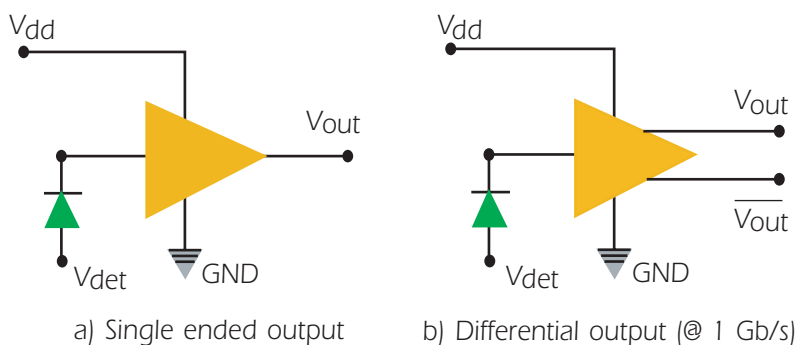 Vdd
Vout
Vdet
GND
a) Single ended output
Vdd
Vout
Vout
Vdet
GND
b) Differential output (@ 1 Gb/s)